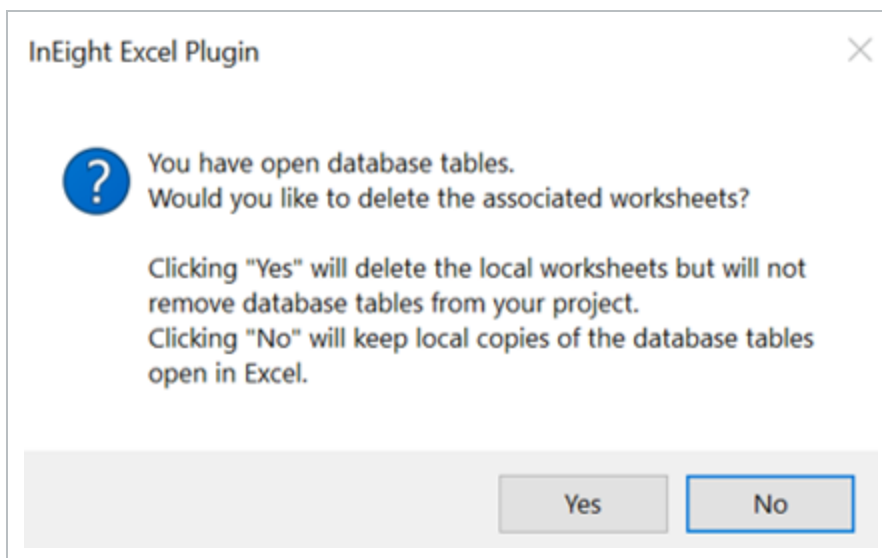 InEight Excel Plugin
You have open database tables.
Would you like to delete the associated worksheets?
Clicking "Yes" will delete the local worksheets but will not
remove database tables from your project.
Clicking "No" will keep local copies of the database tables
open in Excel.
Yes
No